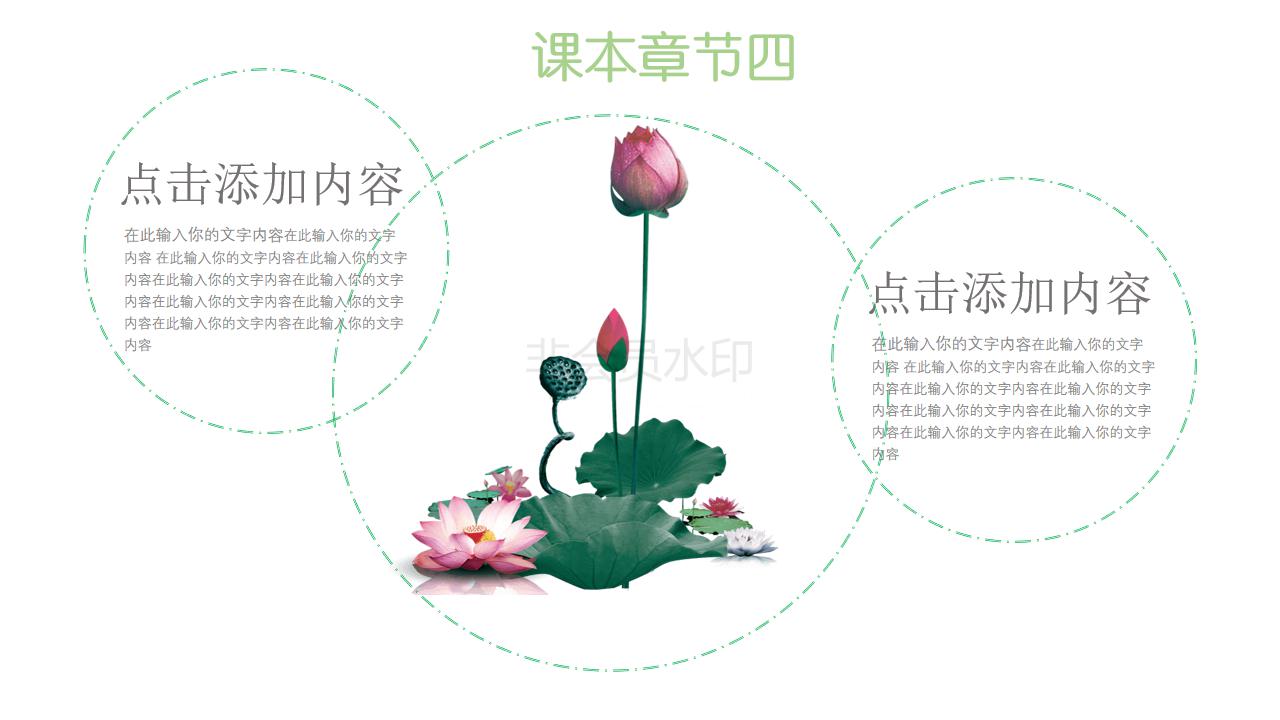 课本章节四
点击添加内容
在此输入你的文字内容在此输入你的文字
内容 在此输入你的文字内容在此输入你的文字
内容在此输入你的文字内容在此输入你的文字
内容在此输入你的文字内容在此输入你的文字
内容在此输入你的文字内容在此输入你的文字
内容
点击添加内容
在此输入你的文字内容在此输入你的文字
内容 在此输入你的文字内容在此输入你的文字
内容在此输入你的文字内容在此输入你的文字
内容在此输入你的文字内容在此输入你的文字
内容在此输入你的文字内容在此输入你的文字
内容
非会员水印